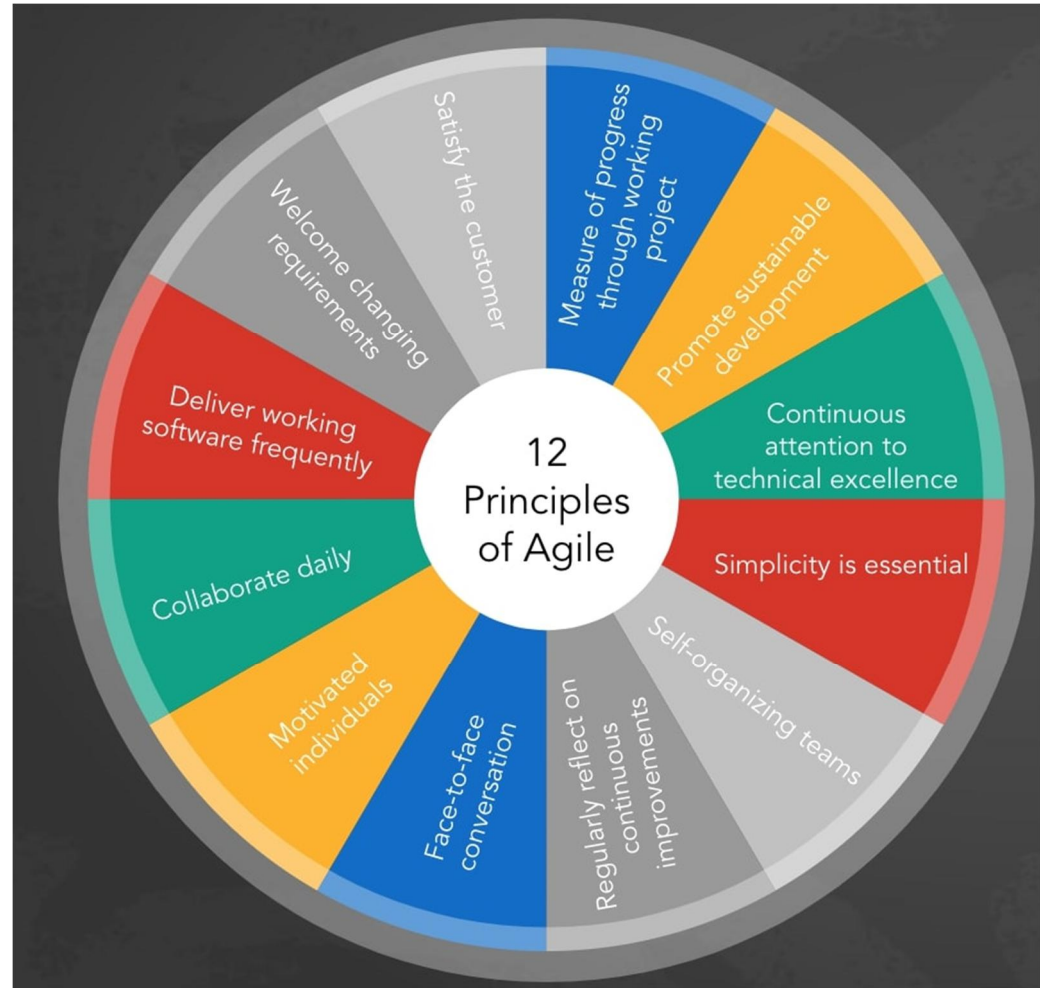 12
Principles
of Agile
Measure of progress
through working
project
Promote sustainable
development
Continuous
attention to
technical excellence
Simplicity is essential
Self-organizing teams
Regularly reflect on
continuous
improvements
Face-to-face
conversation
Motivated
individuals
Collaborate daily
Deliver working
software frequently
Welcome changing
requirements
Satisfy the customer